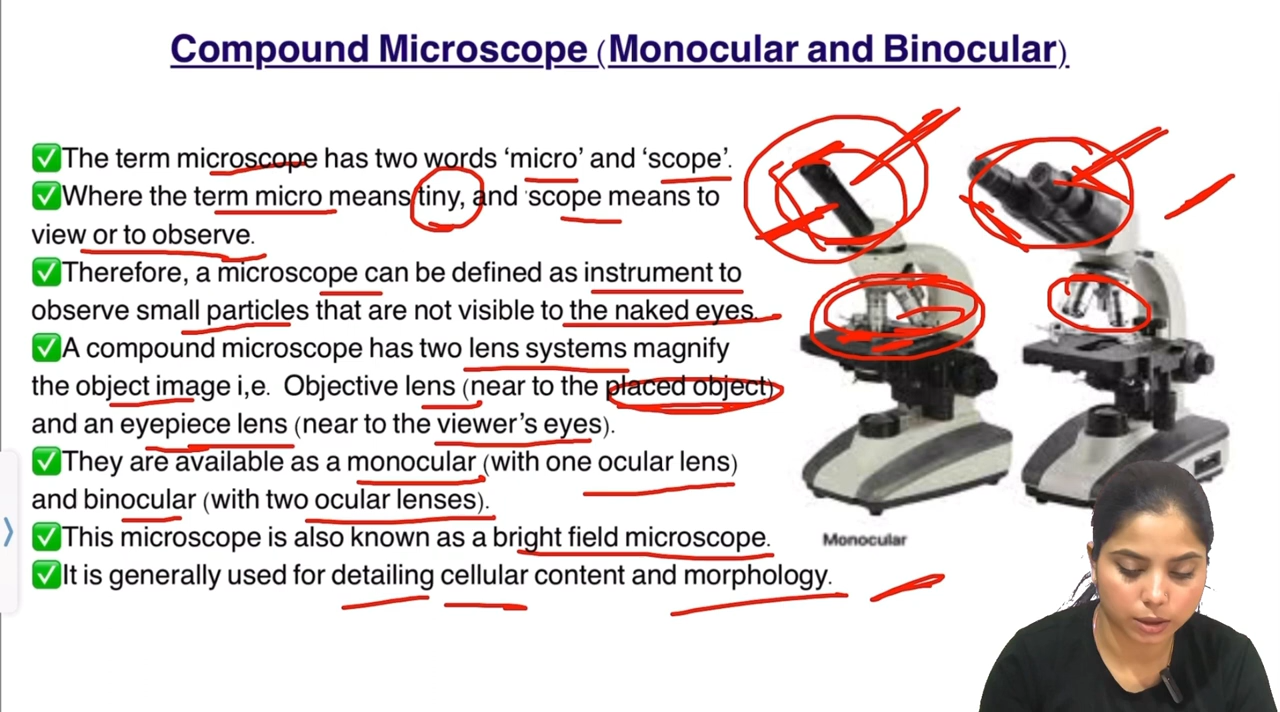 Compound Microscope (Monocular and Binocular)
✅The term microscope has two words ‘micro’ and ‘scope’.
✅Where the term micro means tiny, and scope means to
view or to observe.
✅Therefore, a microscope can be defined as instrument to
observe small particles that are not visible to the naked eyes.
✅A compound microscope has two lens systems magnify
the object image i,e. Objective lens (near to the placed object)
and an eyepiece lens (near to the viewer’s eyes).
✅They are available as a monocular (with one ocular lens)
and binocular (with two ocular lenses).
✅This microscope is also known as a bright field microscope.
✅It is generally used for detailing cellular content and morphology.
Monocular